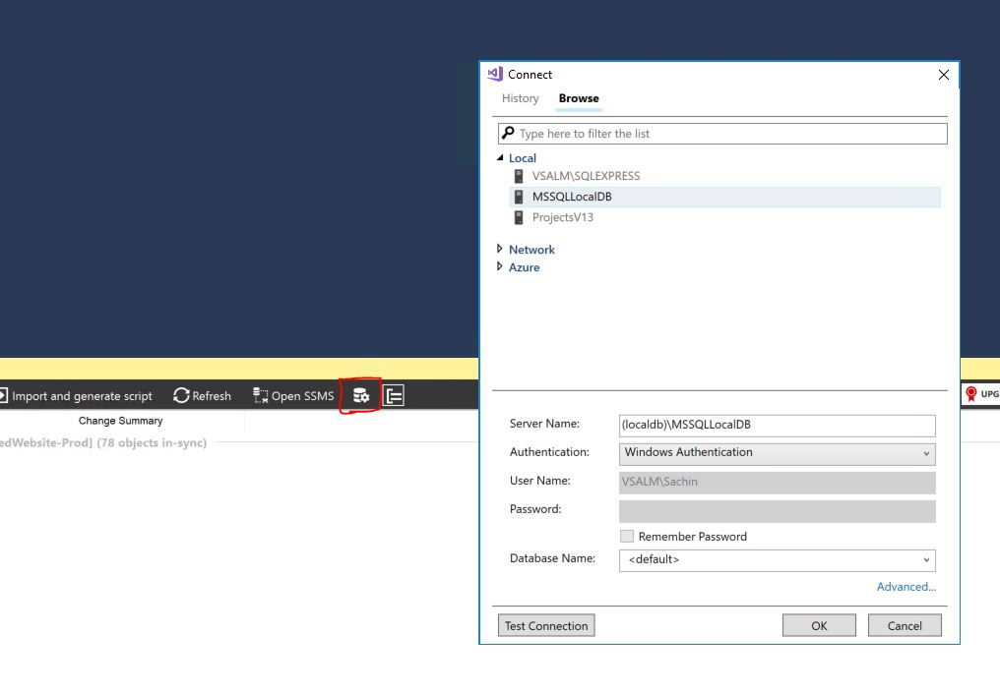 Connect
History Browse
Type here to filter the list
Local
VSALM\SQLEXPRESS
MSSQLLocalDB
ProjectsV13
Network
Azure
Import and generate script Refresh Open SSMS
UPG
Change Summary
edWebsite-Prod] (78 objects in-sync)
Server Name: (localdb)\MSSQLLocalDB
Authentication: Windows Authentication
User Name: VSALM\Sachin
Password:
Remember Password
Database Name: <default>
Advanced...
Test Connection OK Cancel